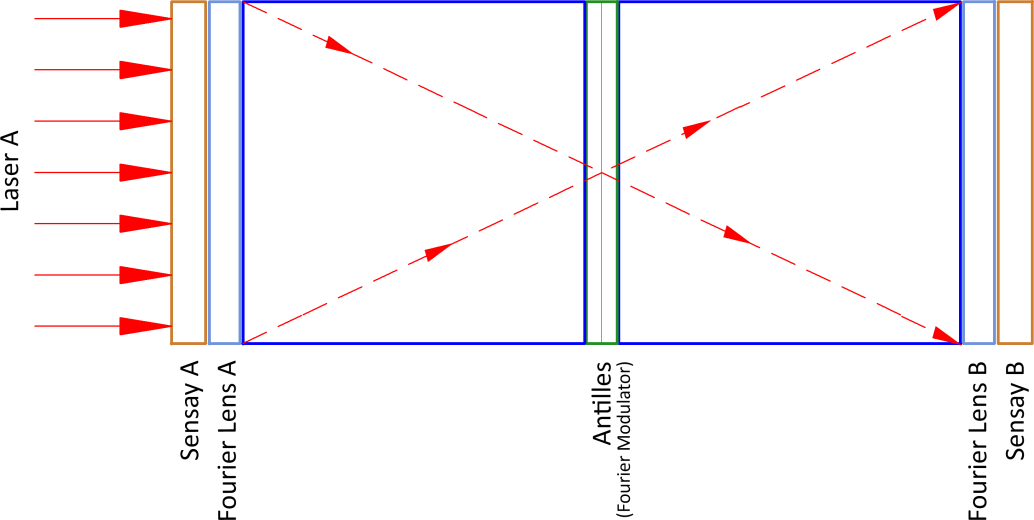 Laser A
Sensay A
Fourier Lens A
Antilles
(Fourier Modulator)
Fourier Lens B
Sensay B